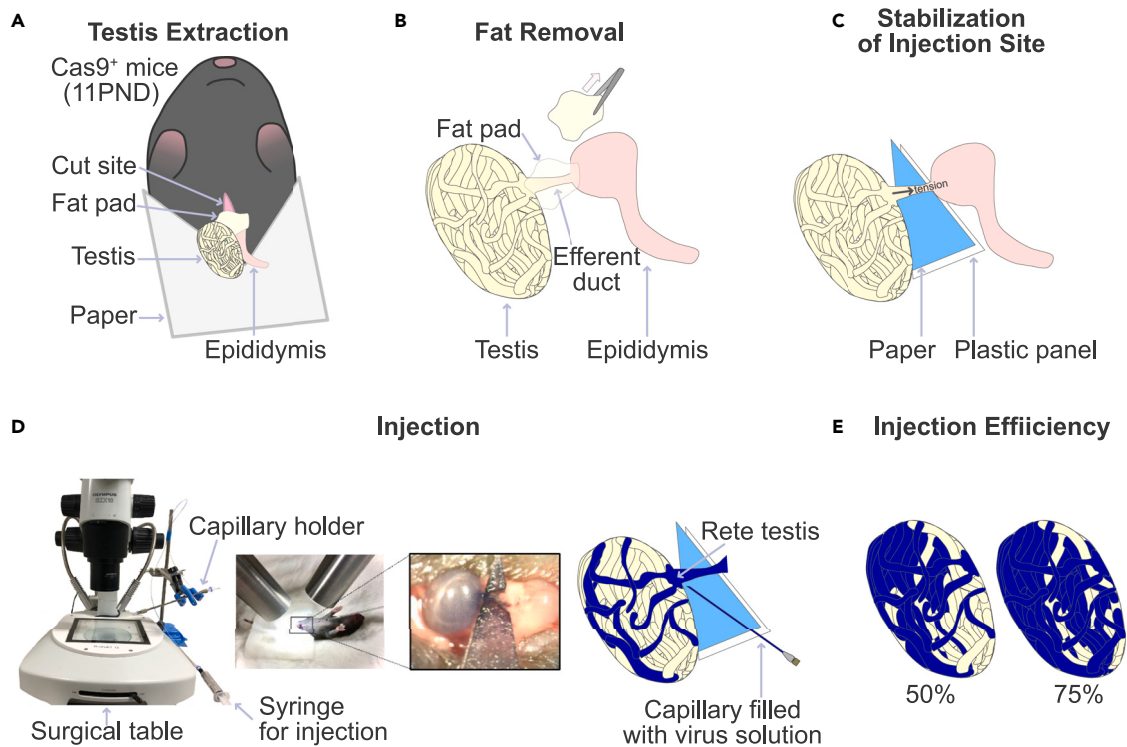 A
Testis Extraction
Cas9⁺ mice
(11PND)
Cut site
Fat pad
Testis
Paper
Epididymis
B
Fat Removal
Fat pad
Efferent
duct
Testis
Epididymis
C
Stabilization
of Injection Site
tension
Paper
Plastic panel
D
Injection
OLYMPUS
Capillary holder
Surgical table
Syringe
for injection
Rete testis
Capillary filled
with virus solution
E
Injection Effiiciency
50%
75%